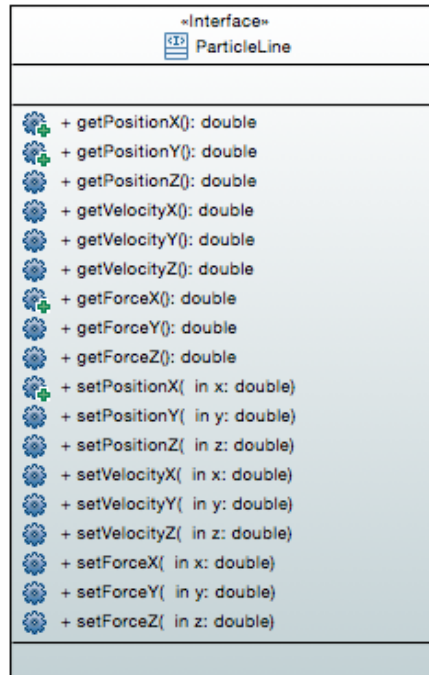 «Interface»
ParticleLine
+ getPositionX(): double
+ getPositionY(): double
+ getPositionZ(): double
+ getVelocityX(): double
+ getVelocityY(): double
+ getVelocityZ(): double
+ getForceX(): double
+ getForceY(): double
+ getForceZ(): double
+ setPositionX( in x: double)
+ setPositionY( in y: double)
+ setPositionZ( in z: double)
+ setVelocityX( in x: double)
+ setVelocityY( in y: double)
+ setVelocityZ( in z: double)
+ setForceX( in x: double)
+ setForceY( in y: double)
+ setForceZ( in z: double)